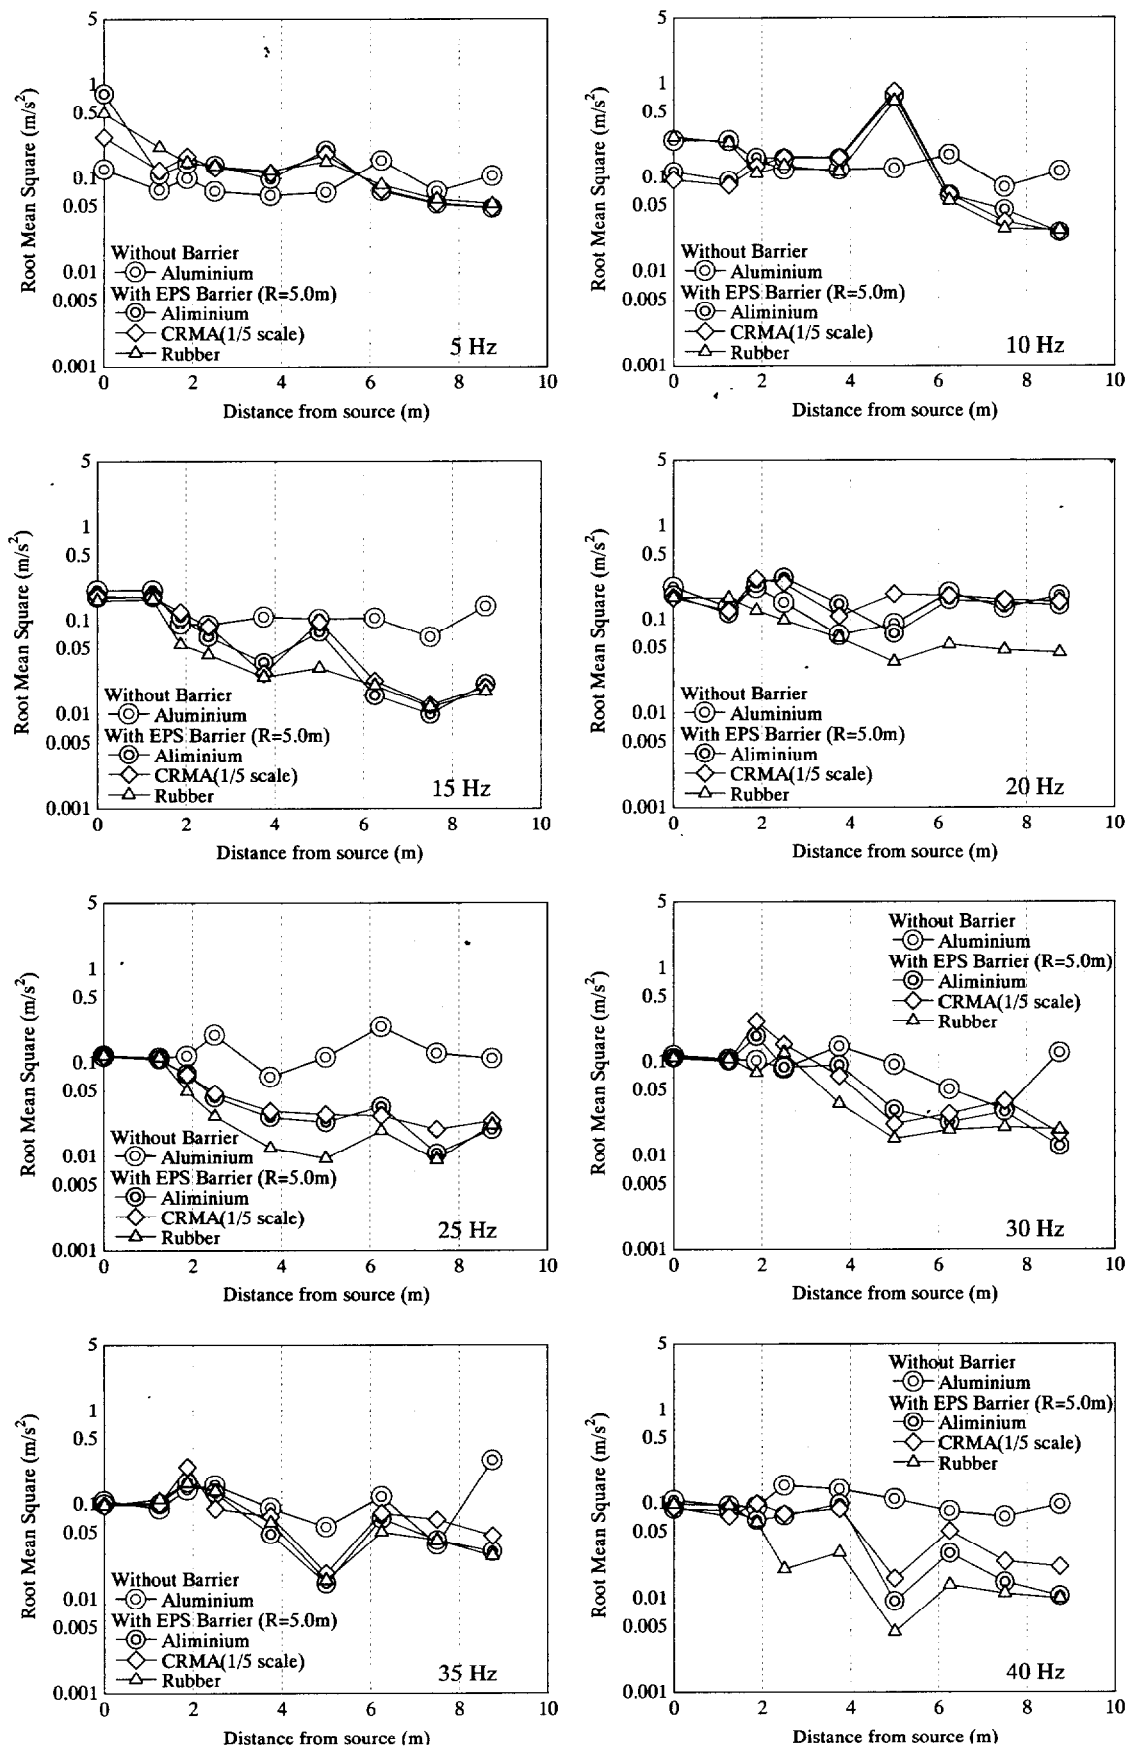 5
1
0.5
0.1
0.05
0.01
0.005
0.001
Root Mean Square (m/s2)
Without Barrier
Aluminium
With EPS Barrier (R=5.0m)
Aliminium
CRMA(1/5 scale)
Rubber
5 Hz
0 2 4 6 8 10
Distance from source (m)
5
1
0.5
0.1
0.05
0.01
0.005
0.001
Root Mean Square (m/s2)
Without Barrier
Aluminium
With EPS Barrier (R=5.0m)
Aliminium
CRMA(1/5 scale)
Rubber
10 Hz
0 2 4 6 8 10
Distance from source (m)
5
1
0.5
0.1
0.05
0.01
0.005
0.001
Root Mean Square (m/s2)
Without Barrier
Aluminium
With EPS Barrier (R=5.0m)
Aliminium
CRMA(1/5 scale)
Rubber
15 Hz
0 2 4 6 8 10
Distance from source (m)
5
1
0.5
0.1
0.05
0.01
0.005
0.001
Root Mean Square (m/s2)
Without Barrier
Aluminium
With EPS Barrier (R=5.0m)
Aliminium
CRMA(1/5 scale)
Rubber
20 Hz
0 2 4 6 8 10
Distance from source (m)
5
1
0.5
0.1
0.05
0.01
0.005
0.001
Root Mean Square (m/s2)
Without Barrier
Aluminium
With EPS Barrier (R=5.0m)
Aliminium
CRMA(1/5 scale)
Rubber
25 Hz
0 2 4 6 8 10
Distance from source (m)
5
1
0.5
0.1
0.05
0.01
0.005
0.001
Root Mean Square (m/s2)
Without Barrier
Aluminium
With EPS Barrier (R=5.0m)
Aliminium
CRMA(1/5 scale)
Rubber
30 Hz
0 2 4 6 8 10
Distance from source (m)
5
1
0.5
0.1
0.05
0.01
0.005
0.001
Root Mean Square (m/s2)
Without Barrier
Aluminium
With EPS Barrier (R=5.0m)
Aliminium
CRMA(1/5 scale)
Rubber
35 Hz
0 2 4 6 8 10
Distance from source (m)
5
1
0.5
0.1
0.05
0.01
0.005
0.001
Root Mean Square (m/s2)
Without Barrier
Aluminium
With EPS Barrier (R=5.0m)
Aliminium
CRMA(1/5 scale)
Rubber
40 Hz
0 2 4 6 8 10
Distance from source (m)